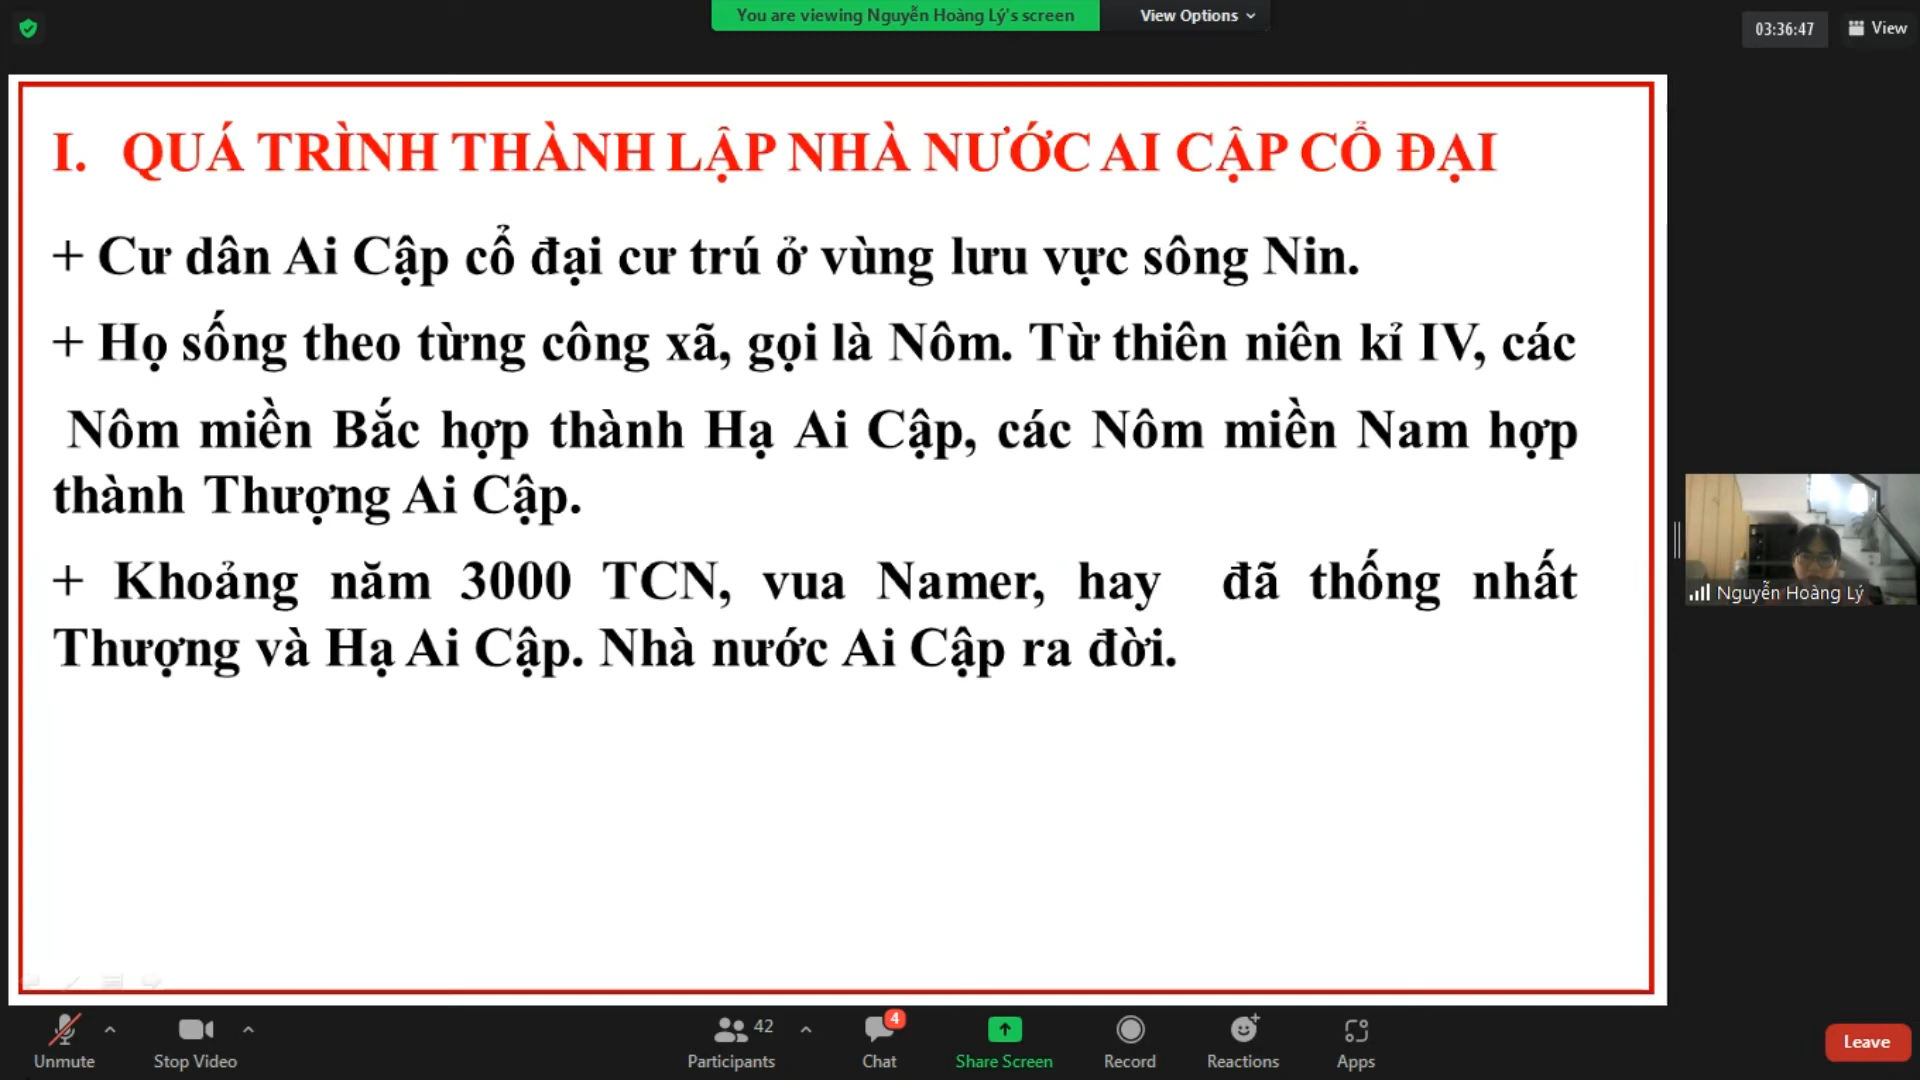 You are viewing Nguyễn Hoàng Lý's screen
View Options
03:36:47
View
I. QUÁ TRÌNH THÀNH LẬP NHÀ NƯỚC AI CẬP CỔ ĐẠI
+ Cư dân Ai Cập cổ đại cư trú ở vùng lưu vực sông Nin.
+ Họ sống theo từng công xã, gọi là Nôm. Từ thiên niên kỉ IV, các
Nôm miền Bắc hợp thành Hạ Ai Cập, các Nôm miền Nam hợp
thành Thượng Ai Cập.
+ Khoảng năm 3000 TCN, vua Namer, hay đã thống nhất
Thượng và Hạ Ai Cập. Nhà nước Ai Cập ra đời.
Nguyễn Hoàng Lý
Unmute
Stop Video
42
Participants
4
Chat
Share Screen
Record
Reactions
Apps
Leave